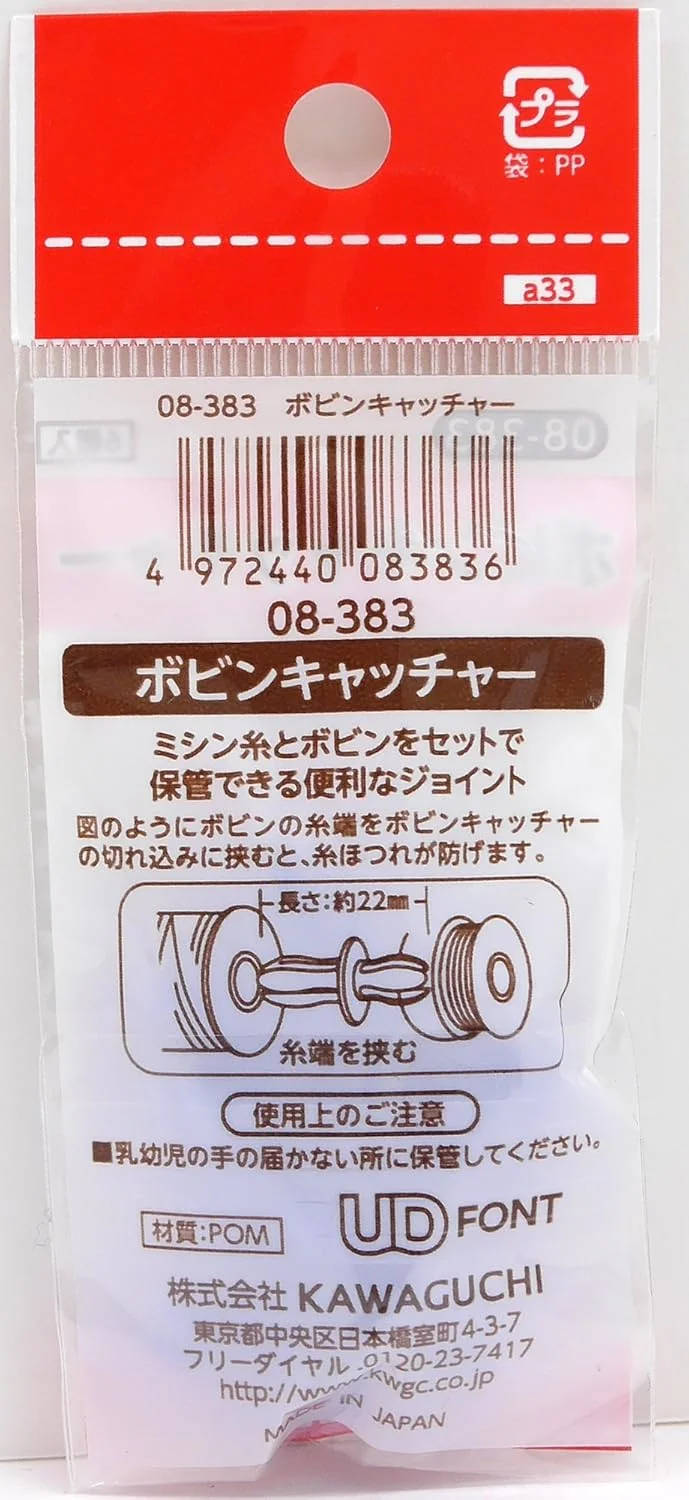 プラ
袋：PP
a33
08-383 ボビンキャッチャー
4 972440 083836
08-383
ボビンキャッチャー
ミシン糸とボビンをセットで
保管できる便利なジョイント
図のようにボビンの糸端をボビンキャッチャー
の切れ込みに挟むと、糸ほつれが防げます。
長さ：約22㎜
糸端を挟む
使用上のご注意
■乳幼児の手の届かない所に保管してください。
材質：POM
UD FONT
株式会社 KAWAGUCHI
東京都中央区日本橋室町4-3-7
フリーダイヤル 0120-23-7417
http://www.kwgc.co.jp
MADE IN JAPAN
08-383